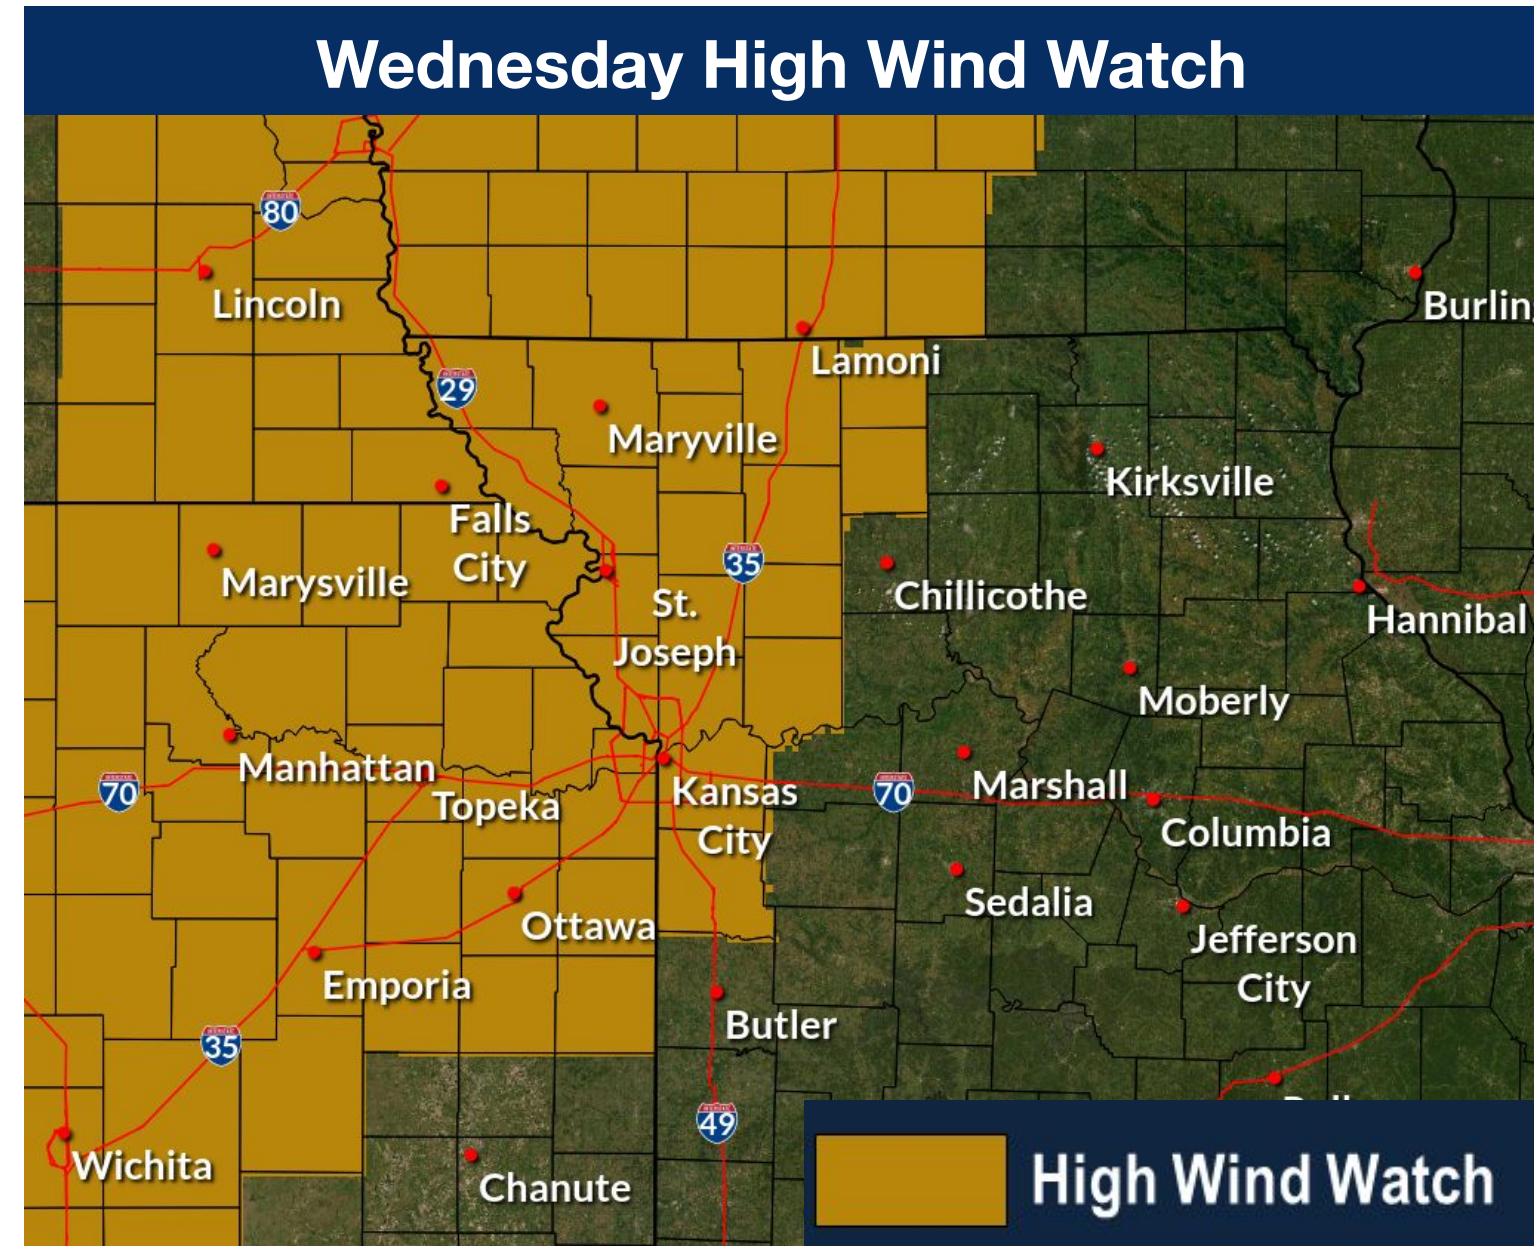 Wednesday High Wind Watch
80
Lincoln
Burlin
29
Lamoni
Maryville
Kirksville
Falls
City
Marysville
35
Chillicothe
St.
Joseph
Hannibal
Moberly
Manhattan
70
Topeka
Kansas
City
70
Marshall
Columbia
Sedalia
Ottawa
Jefferson
City
Emporia
Butler
35
49
Wichita
Chanute
High Wind Watch